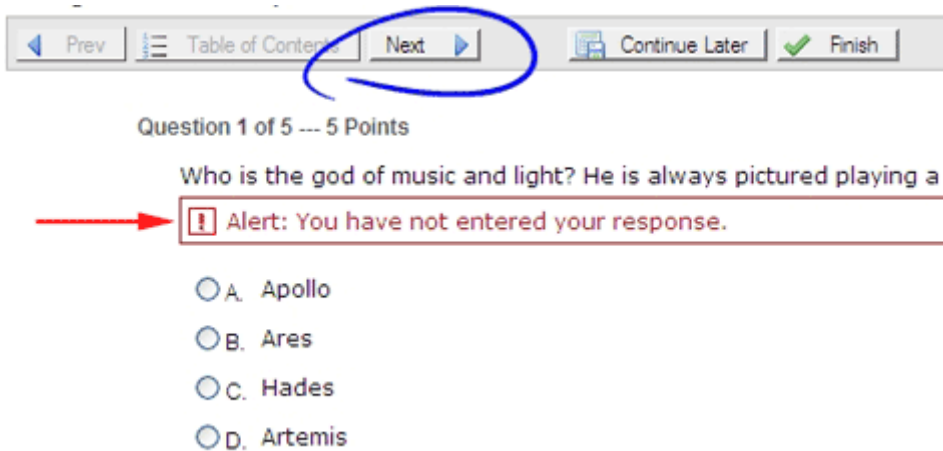 Prev Table of Contents Next Continue Later Finish
Question 1 of 5 --- 5 Points
Who is the god of music and light? He is always pictured playing a
Alert: You have not entered your response.
A. Apollo
B. Ares
C. Hades
D. Artemis